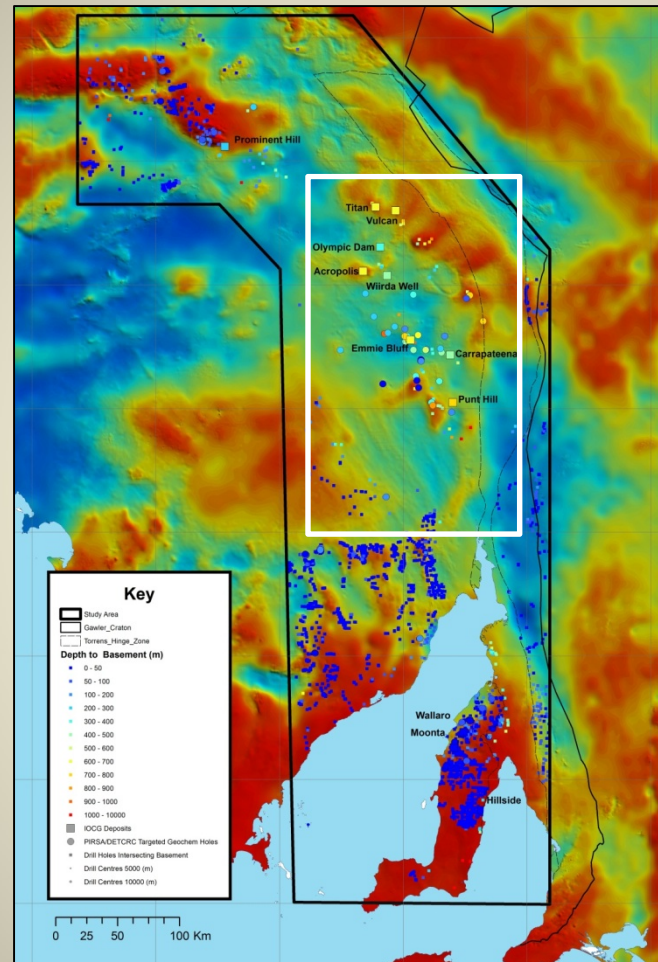 Prominent Hill
Titan
Vulcan
Olympic Dam
Acropolis
Wiirda Well
Emmie Bluff
Carrapateena
Punt Hill
Key
Study Area
Gawler_Craton
Torrens_Hinge_Zone
Depth to Basement (m)
0 - 50
50 - 100
100 - 200
200 - 300
300 - 400
400 - 500
500 - 600
600 - 700
700 - 800
800 - 900
900 - 1000
1000 - 10000
IOCG Deposits
PIRSA/DETCRC Targeted Geochem Holes
Drill Holes Intersecting Basement
Drill Centres 5000 (m)
Drill Centres 10000 (m)
Wallaro
Moonta
Hillside
0 25 50 100 Km